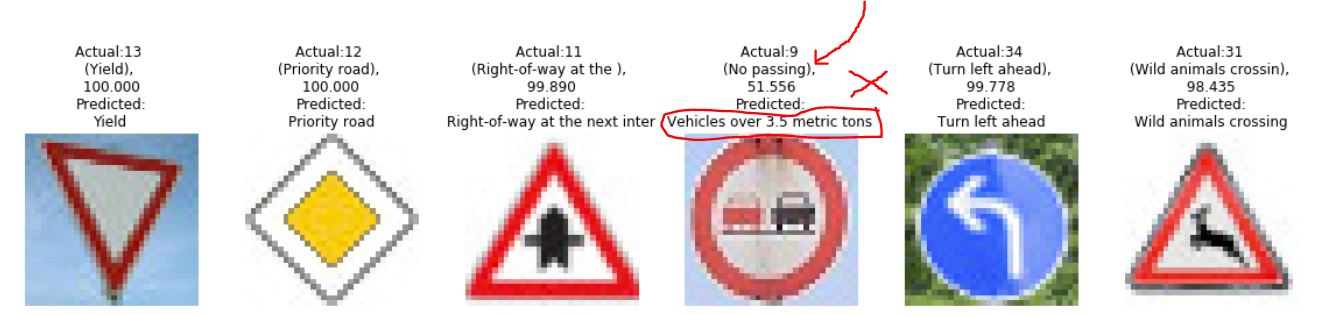 Actual:13
(Yield),
100.000
Predicted:
Yield
Actual:12
(Priority road),
100.000
Predicted:
Priority road
Actual:11
(Right-of-way at the ),
99.890
Predicted:
Right-of-way at the next inter
Actual:9
(No passing),
51.556
Predicted:
Vehicles over 3.5 metric tons
Actual:34
(Turn left ahead),
99.778
Predicted:
Turn left ahead
Actual:31
(Wild animals crossin),
98.435
Predicted:
Wild animals crossing